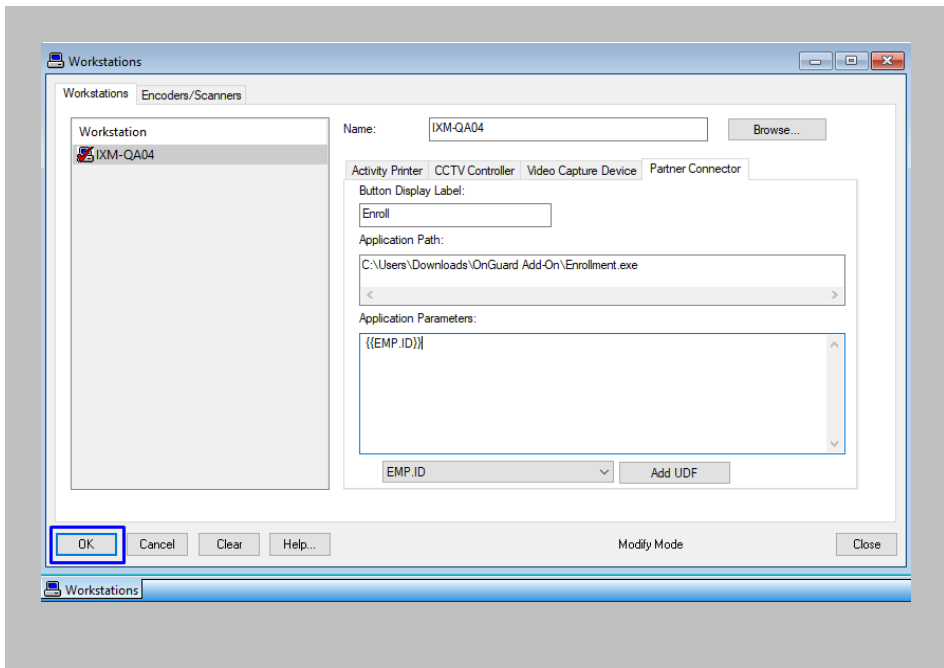 Workstations
Workstations Encoders/Scanners
Workstation
IXM-QA04
Name: IXM-QA04 Browse...
Activity Printer CCTV Controller Video Capture Device Partner Connector
Button Display Label:
Enroll
Application Path:
C:\Users\Downloads\OnGuard Add-On\Enrollment.exe
Application Parameters:
{{EMP.ID}}
EMP.ID Add UDF
OK Cancel Clear Help... Modify Mode Close
Workstations